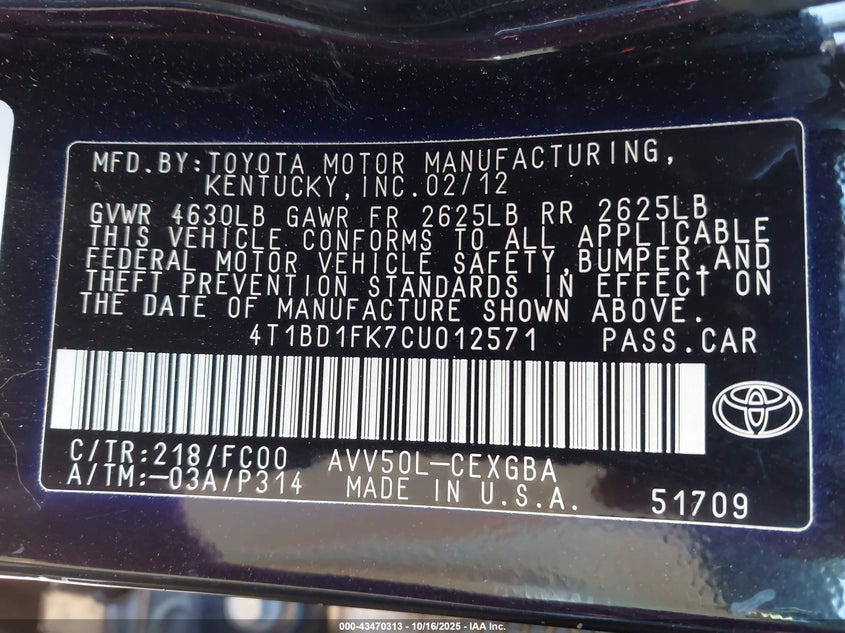 MFD.BY:TOYOTA MOTOR MANUFACTURING,
KENTUCKY,INC.02/12
GVWR 4630LB GAWR FR 2625LB RR 2625LB
THIS VEHICLE CONFORMS TO ALL APPLICABLE
FEDERAL MOTOR VEHICLE SAFETY,BUMPER,AND
THEFT PREVENTION STANDARDS IN EFFECT ON
THE DATE OF MANUFACTURE SHOWN ABOVE.
4T1BD1FK7CU012571 PASS.CAR
C/TR:218/FC00 AVV50L-CEXGBA
A/TM:-03A/P314 MADE IN U.S.A. 51709
000-43470313 - 10/16/2025 - IAA Inc.